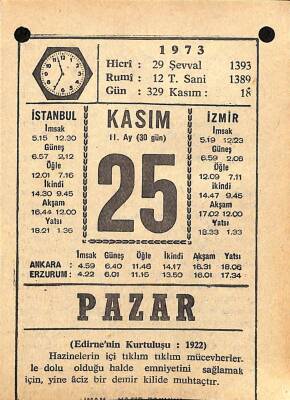 1973
Hicrî : 29 Şevval 1393
Rumî : 12 T. Sani 1389
Gün : 329 Kasım : 18
İSTANBUL
İmsak
5.15 12.30
Güneş
6.57 2.12
Öğle
12.01 7.16
İkindi
14.30 9.45
Akşam
16.44 12.00
Yatsı
18.21 1.36
KASIM
11. Ay (30 gün)
25
İZMİR
İmsak
5.19 12.23
Güneş
6.59 2.06
Öğle
12.09 7.11
İkindi
14.47 9.45
Akşam
17.02 12.00
Yatsı
18.33 1.33
İmsak Güneş Öğle İkindi Akşam Yatsı
ANKARA : 4.59 6.40 11.46 14.17 16.31 18.06
ERZURUM : 4.22 6.01 11.16 13.50 16.01 17.34
PAZAR
(Edirne'nin Kurtuluşu : 1922)
Hazinelerin içi tıklım tıklım mücevherler.
le dolu olduğu halde emniyetini sağlamak
için, yine âciz bir demir kilide muhtaçtır.